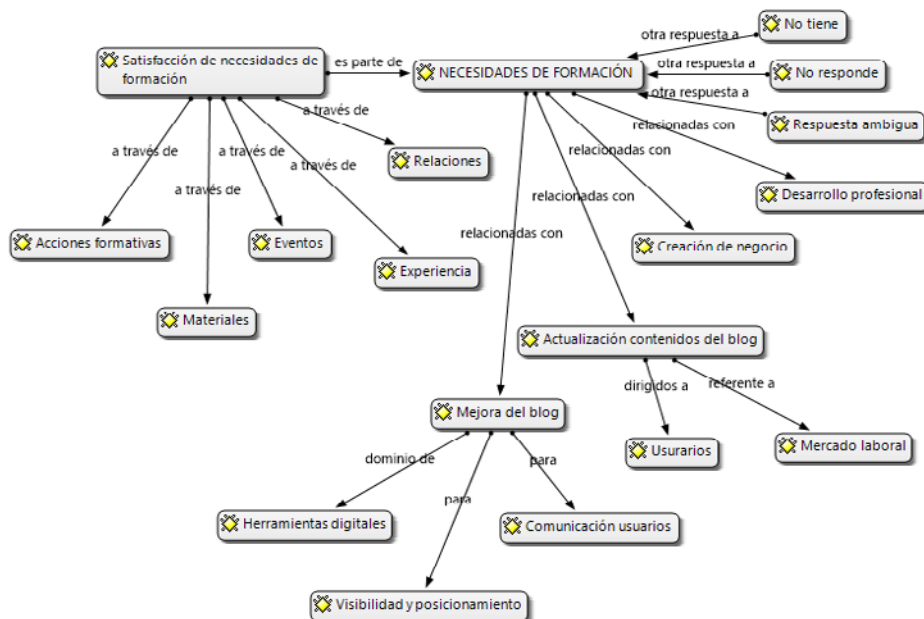 No tiene
otra respuesta a
Satisfacción de necesidades de
formación
es parte de
NECESIDADES DE FORMACIÓN
otra respuesta a
No responde
otra respuesta a
Respuesta ambigua
a través de
relacionadas con
a través de
a través de
a través de
relacionadas con
Relaciones
a través de
relacionadas con
Desarrollo profesional
relacionadas con
Acciones formativas
Eventos
Creación de negocio
Experiencia
Materiales
Actualización contenidos del blog
dirigidos a
referente a
Mejora del blog
Usurarios
Mercado laboral
dominio de
para
para
Herramientas digitales
Comunicación usuarios
Visibilidad y posicionamiento